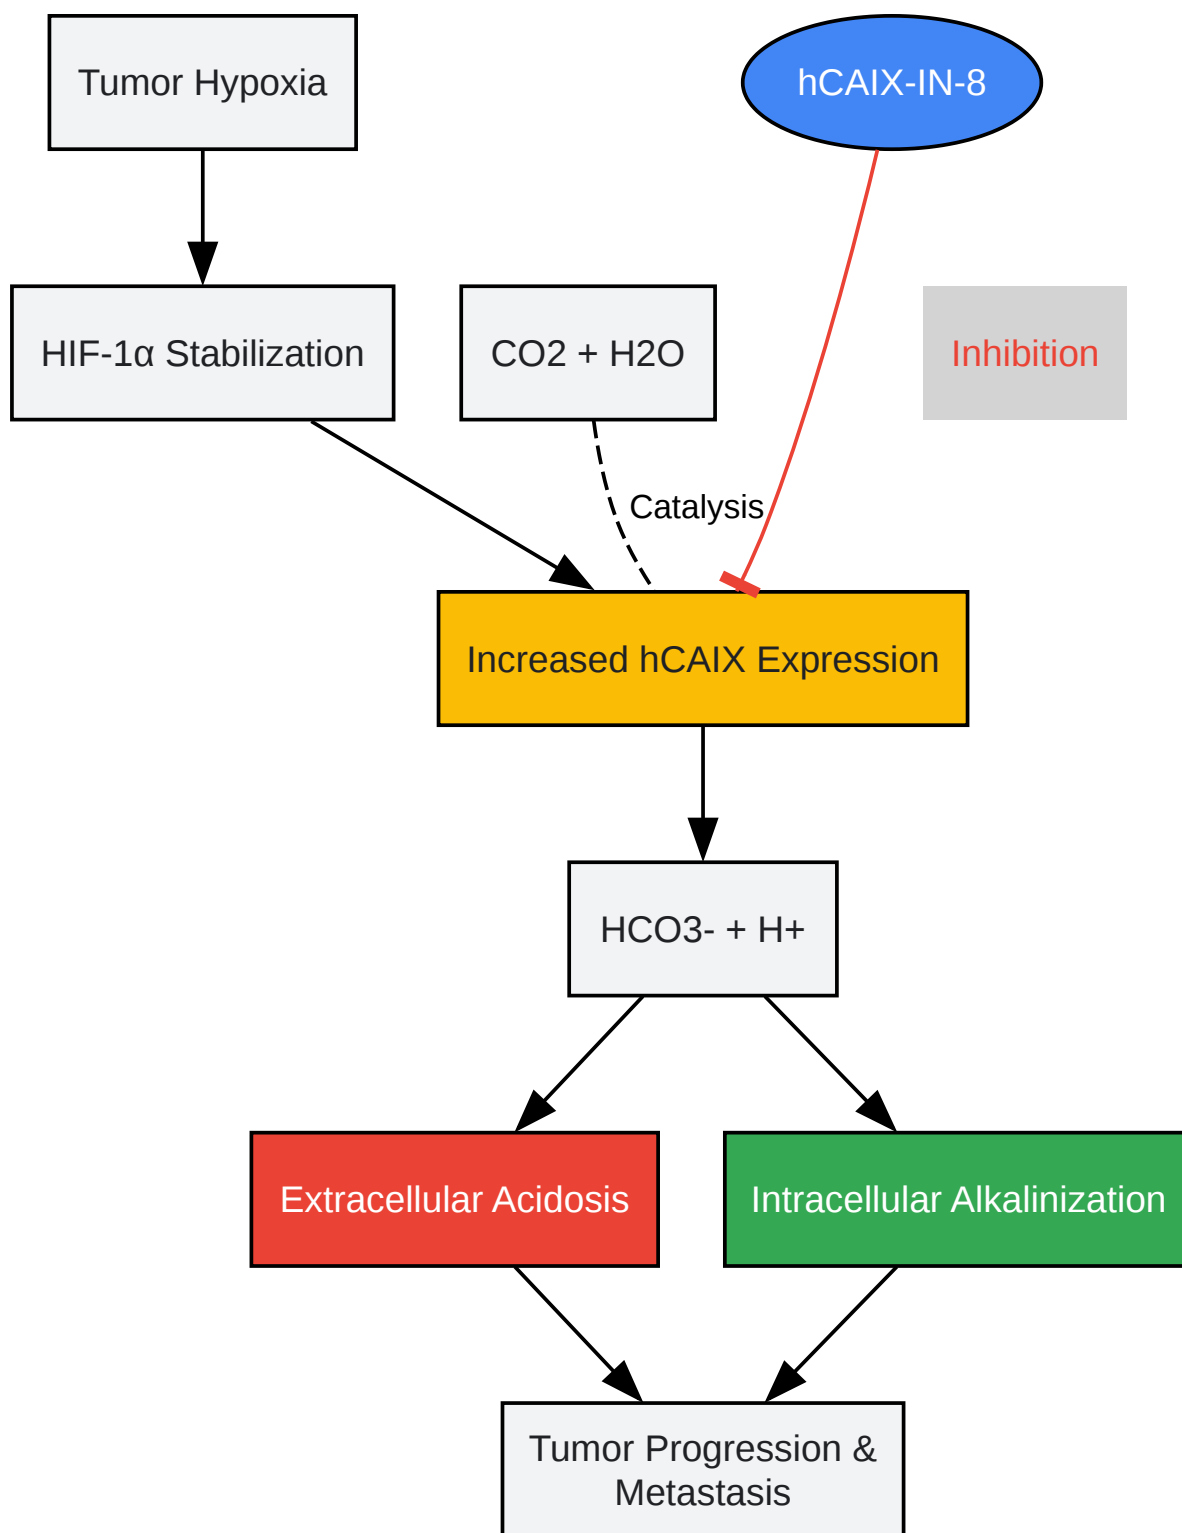 Tumor Hypoxia
hCAIX-IN-8
HIF-1α Stabilization
CO2 + H2O
Inhibition
Catalysis
Increased hCAIX Expression
HCO3- + H+
Extracellular Acidosis
Intracellular Alkalinization
Tumor Progression &
Metastasis